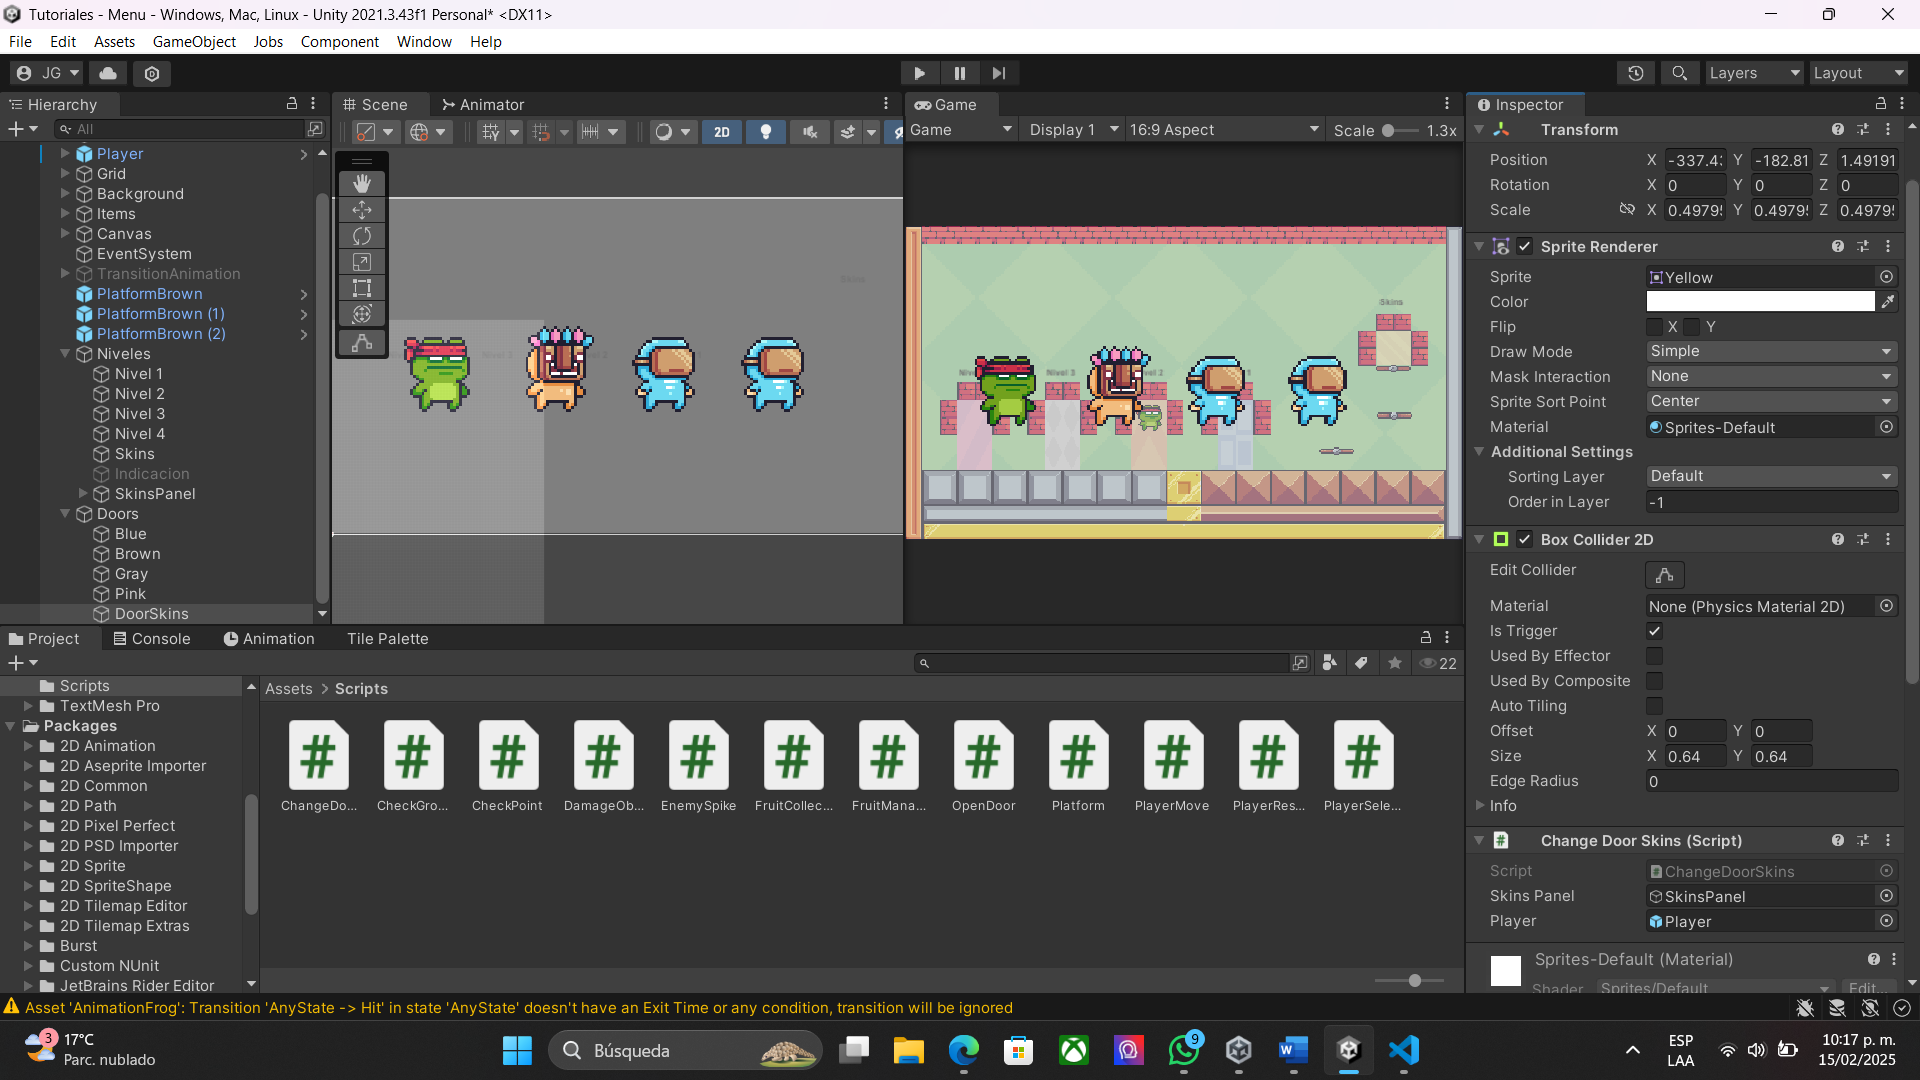 Tutoriales - Menu - Windows, Mac, Linux - Unity 2021.3.43f1 Personal* <DX11>
File Edit Assets GameObject Jobs Component Window Help
JG
Layers
Layout
Hierarchy
All
Player
Grid
Background
Items
Canvas
EventSystem
TransitionAnimation
PlatformBrown
PlatformBrown (1)
PlatformBrown (2)
Niveles
Nivel 1
Nivel 2
Nivel 3
Nivel 4
Skins
Indicacion
SkinsPanel
Doors
Blue
Brown
Gray
Pink
DoorSkins
Scene Animator
2D
Skins
Game
Game Display 1 16:9 Aspect Scale 1.3x
Skins
Nivel 3
Inspector
Transform
Position X -337.43 Y -182.81 Z 1.49191
Rotation X 0 Y 0 Z 0
Scale X 0.4979 Y 0.4979 Z 0.4979
Sprite Renderer
Sprite Yellow
Color
Flip X Y
Draw Mode Simple
Mask Interaction None
Sprite Sort Point Center
Material Sprites-Default
Additional Settings
Sorting Layer Default
Order in Layer -1
Box Collider 2D
Edit Collider
Material None (Physics Material 2D)
Is Trigger
Used By Effector
Used By Composite
Auto Tiling
Offset X 0 Y 0
Size X 0.64 Y 0.64
Edge Radius 0
Info
Change Door Skins (Script)
Script ChangeDoorSkins
Skins Panel SkinsPanel
Player Player
Sprites-Default (Material)
Shader Sprites/Default Edit...
Project Console Animation Tile Palette
22
Scripts
TextMesh Pro
Packages
2D Animation
2D Aseprite Importer
2D Common
2D Path
2D Pixel Perfect
2D PSD Importer
2D Sprite
2D SpriteShape
2D Tilemap Editor
2D Tilemap Extras
Burst
Custom NUnit
JetBrains Rider Editor
Assets > Scripts
ChangeDo... CheckGro... CheckPoint DamageOb... EnemySpike FruitCollec... FruitMana... OpenDoor Platform PlayerMove PlayerRes... PlayerSele...
Asset 'AnimationFrog': Transition 'AnyState -> Hit' in state 'AnyState' doesn't have an Exit Time or any condition, transition will be ignored
3
17°C
Parc. nublado
Búsqueda
9
ESP
LAA
10:17 p. m.
15/02/2025